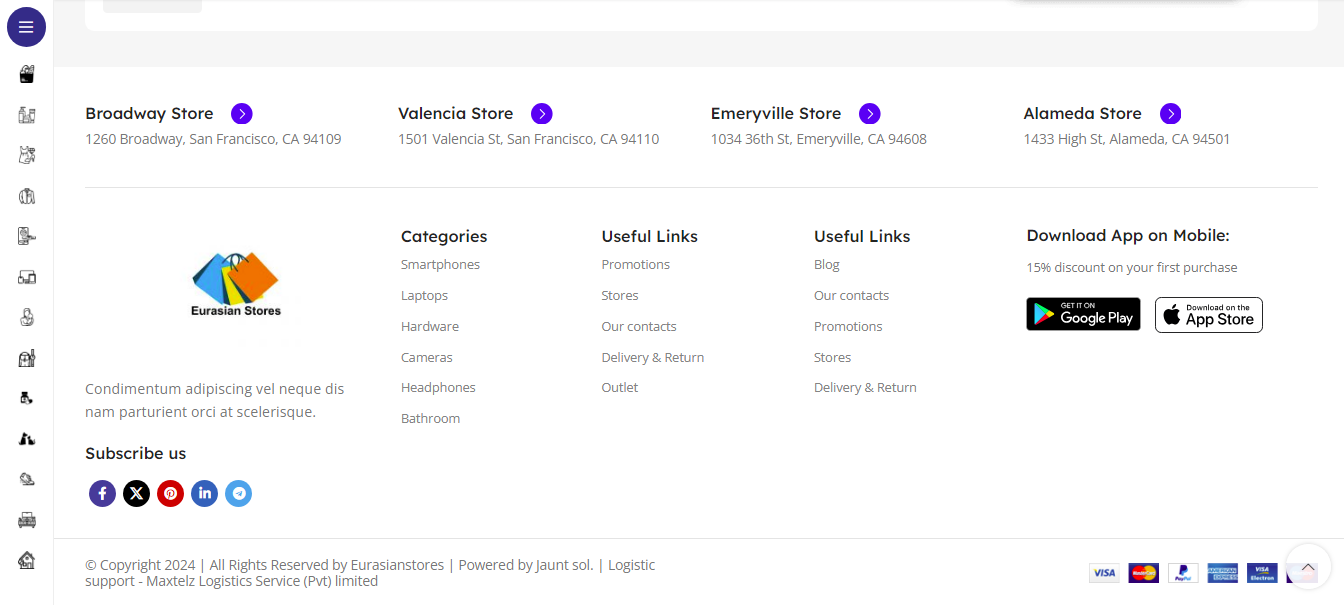 Broadway Store
1260 Broadway, San Francisco, CA 94109
Valencia Store
1501 Valencia St, San Francisco, CA 94110
Emeryville Store
1034 36th St, Emeryville, CA 94608
Alameda Store
1433 High St, Alameda, CA 94501
Eurasian Stores
Condimentum adipiscing vel neque dis
nam parturient orci at scelerisque.
Subscribe us
Categories
Smartphones
Laptops
Hardware
Cameras
Headphones
Bathroom
Useful Links
Promotions
Stores
Our contacts
Delivery & Return
Outlet
Useful Links
Blog
Our contacts
Promotions
Stores
Delivery & Return
Download App on Mobile:
15% discount on your first purchase
GET IT ON
Google Play
Download on the
App Store
© Copyright 2024 | All Rights Reserved by Eurasianstores | Powered by Jaunt sol. | Logistic
support - Maxtelz Logistics Service (Pvt) limited
VISA
MasterCard
PayPal
AMERICAN
EXPRESS
VISA
Electron